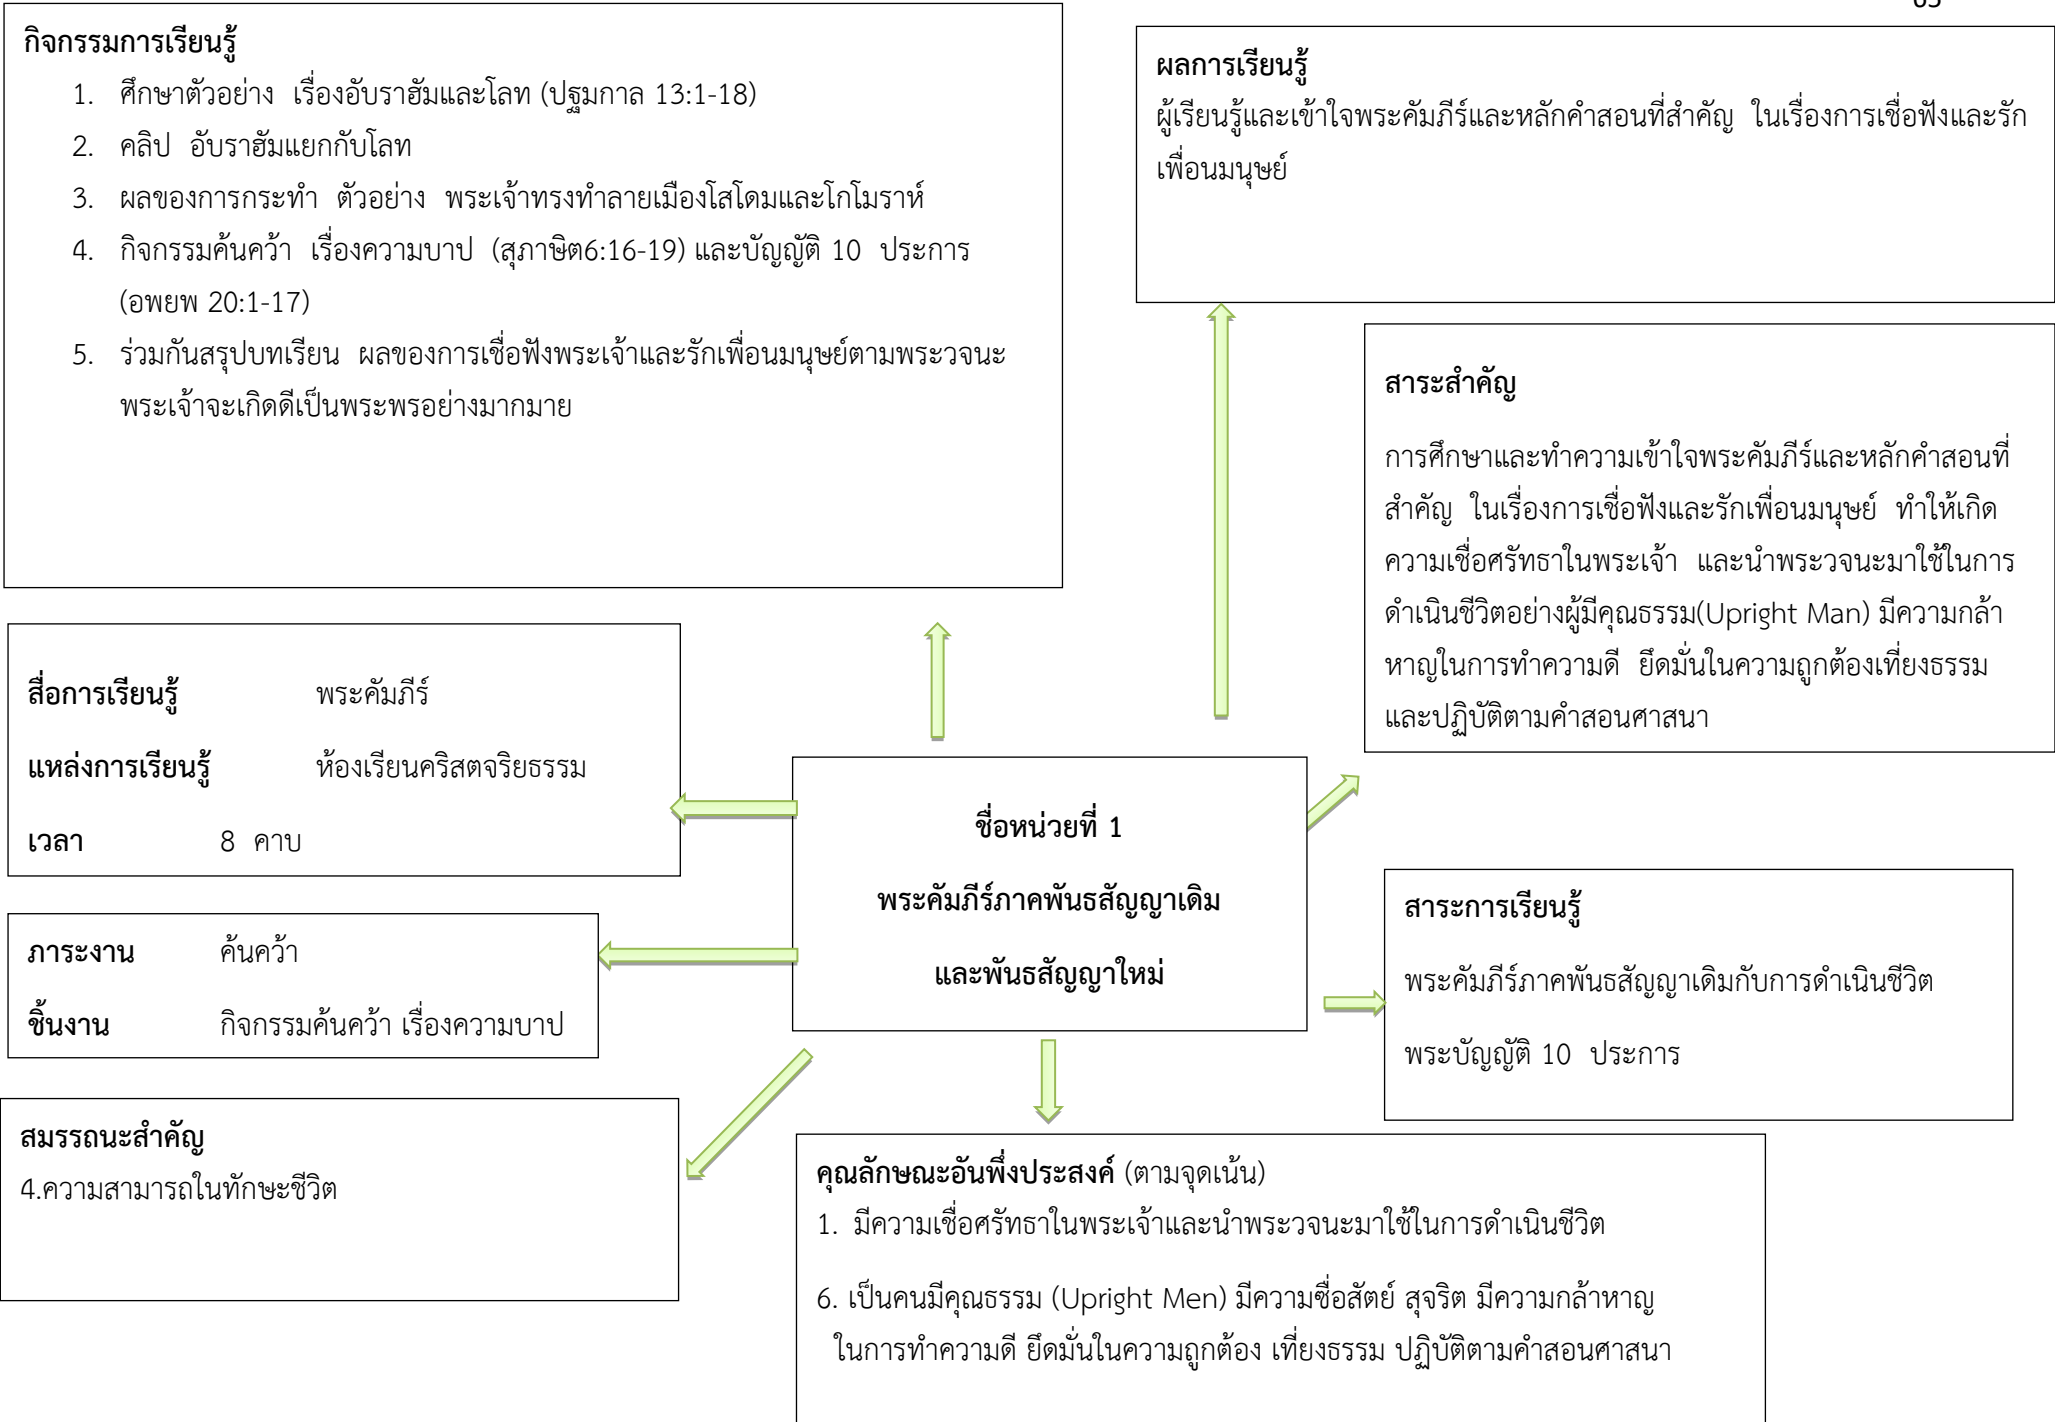 กิจกรรมการเรียนรู้
1. ศึกษาตัวอย่าง เรื่องอับราฮัมและโลท (ปฐมกาล 13:1-18)
2. คลิป อับราฮัมแยกกับโลท
3. ผลของการกระทำ ตัวอย่าง พระเจ้าทรงทำลายเมืองโสโดมและโกโมราห์
4. กิจกรรมค้นคว้า เรื่องความบาป (สุภาษิต6:16-19) และบัญญัติ 10 ประการ
(อพยพ 20:1-17)
5. ร่วมกันสรุปบทเรียน ผลของการเชื่อฟังพระเจ้าและรักเพื่อนมนุษย์ตามพระวจนะ
พระเจ้าจะเกิดดีเป็นพระพรอย่างมากมาย
ผลการเรียนรู้
ผู้เรียนรู้และเข้าใจพระคัมภีร์และหลักคำสอนที่สำคัญ ในเรื่องการเชื่อฟังและรัก
เพื่อนมนุษย์
สาระสำคัญ
การศึกษาและทำความเข้าใจพระคัมภีร์และหลักคำสอนที่
สำคัญ ในเรื่องการเชื่อฟังและรักเพื่อนมนุษย์ ทำให้เกิด
ความเชื่อศรัทธาในพระเจ้า และนำพระวจนะมาใช้ในการ
ดำเนินชีวิตอย่างผู้มีคุณธรรม(Upright Man) มีความกล้า
หาญในการทำความดี ยึดมั่นในความถูกต้องเที่ยงธรรม
และปฏิบัติตามคำสอนศาสนา
สื่อการเรียนรู้ พระคัมภีร์
แหล่งการเรียนรู้ ห้องเรียนคริสตจริยธรรม
เวลา 8 คาบ
ชื่อหน่วยที่ 1
พระคัมภีร์ภาคพันธสัญญาเดิม
และพันธสัญญาใหม่
สาระการเรียนรู้
พระคัมภีร์ภาคพันธสัญญาเดิมกับการดำเนินชีวิต
พระบัญญัติ 10 ประการ
ภาระงาน ค้นคว้า
ชิ้นงาน กิจกรรมค้นคว้า เรื่องความบาป
สมรรถนะสำคัญ
4.ความสามารถในทักษะชีวิต
คุณลักษณะอันพึ่งประสงค์ (ตามจุดเน้น)
1. มีความเชื่อศรัทธาในพระเจ้าและนำพระวจนะมาใช้ในการดำเนินชีวิต
6. เป็นคนมีคุณธรรม (Upright Men) มีความซื่อสัตย์ สุจริต มีความกล้าหาญ
ในการทำความดี ยึดมั่นในความถูกต้อง เที่ยงธรรม ปฏิบัติตามคำสอนศาสนา